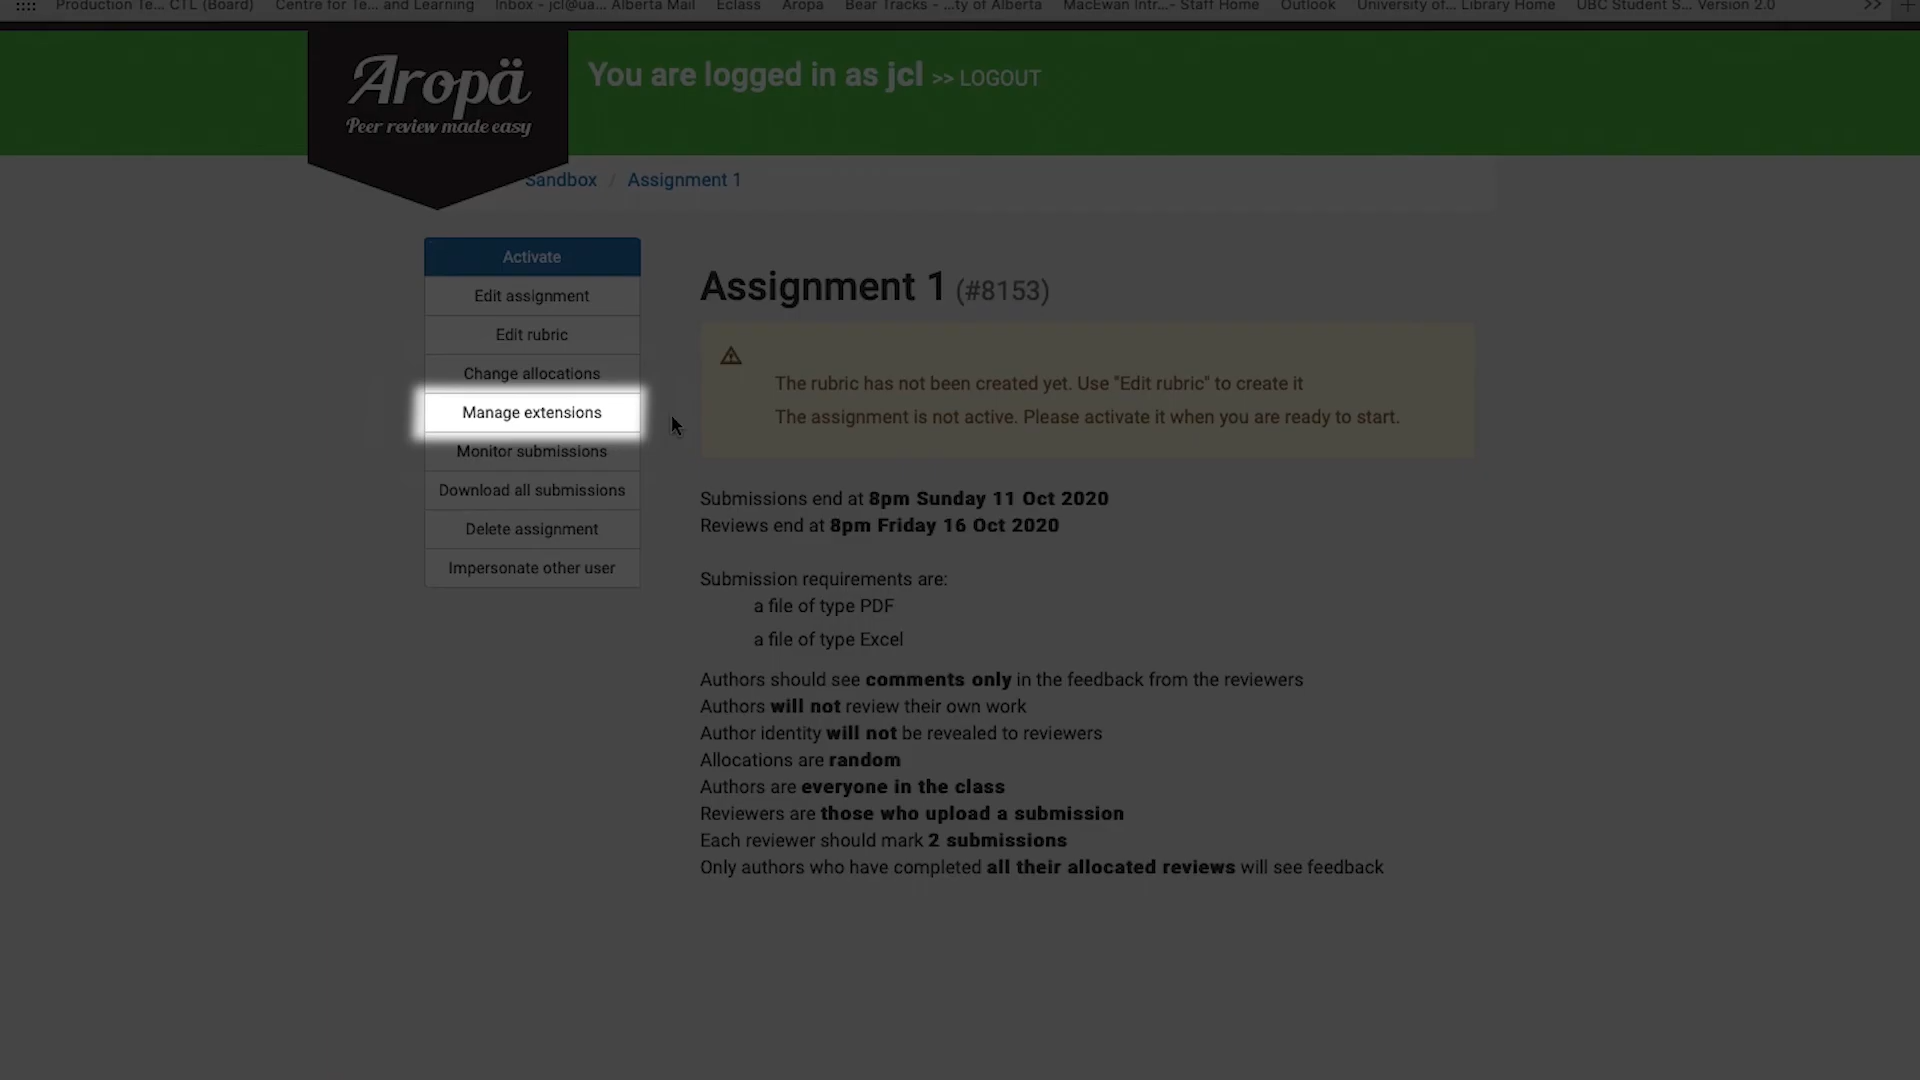 Production Te... CTL (Board) Centre for Te... and Learning Inbox - jcl@ua... Alberta Mail Eclass Aropa Bear Tracks - ...ty of Alberta MacEwan Intr...- Staff Home Outlook University of... Library Home UBC Student S... Version 2.0 >> +
Aropä
Peer review made easy
You are logged in as jcl >> LOGOUT
Sandbox / Assignment 1
Activate
Edit assignment
Edit rubric
Change allocations
Manage extensions
Monitor submissions
Download all submissions
Delete assignment
Impersonate other user
Assignment 1 (#8153)
The rubric has not been created yet. Use "Edit rubric" to create it
The assignment is not active. Please activate it when you are ready to start.
Submissions end at 8pm Sunday 11 Oct 2020
Reviews end at 8pm Friday 16 Oct 2020
Submission requirements are:
a file of type PDF
a file of type Excel
Authors should see comments only in the feedback from the reviewers
Authors will not review their own work
Author identity will not be revealed to reviewers
Allocations are random
Authors are everyone in the class
Reviewers are those who upload a submission
Each reviewer should mark 2 submissions
Only authors who have completed all their allocated reviews will see feedback